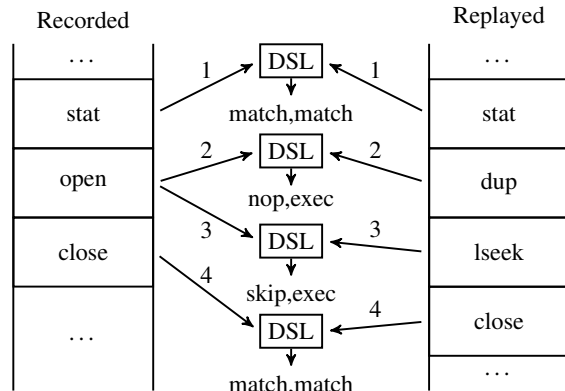 Recorded
Replayed
...
DSL
...
1
1
stat
match,match
stat
2
DSL
2
open
nop,exec
dup
3
DSL
3
close
skip,exec
lseek
4
DSL
4
close
...
match,match
...